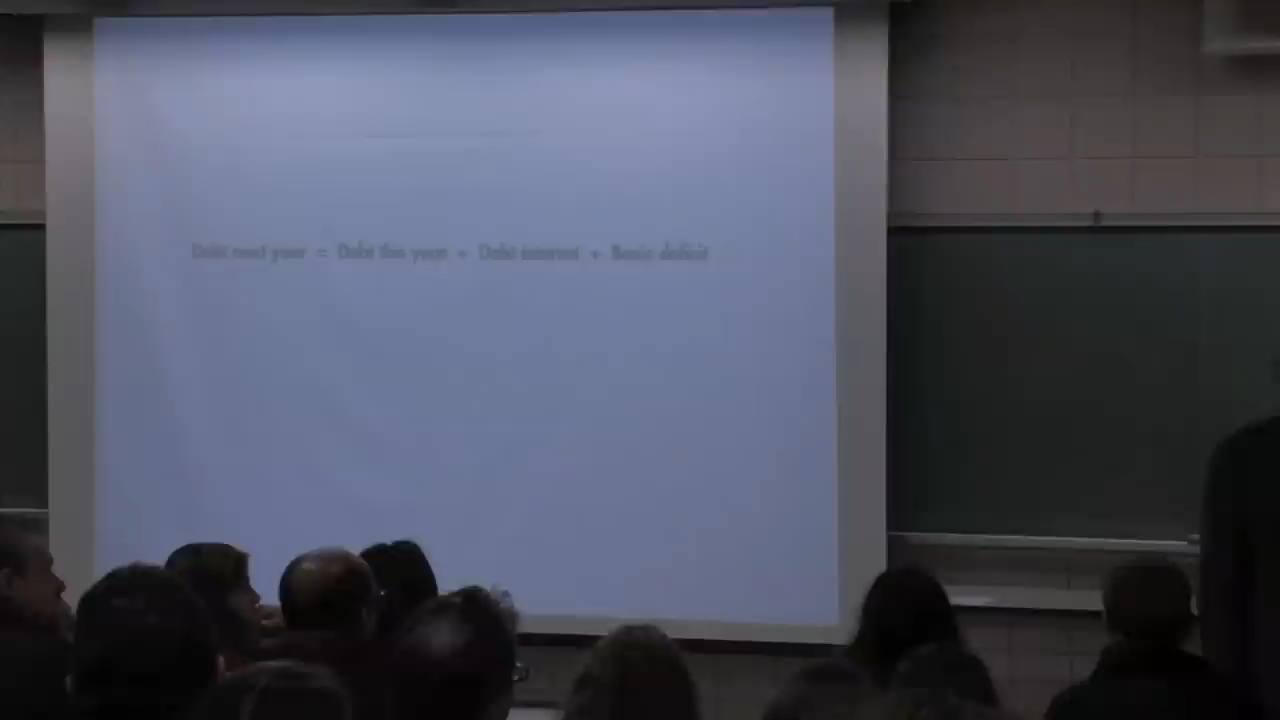 Debt next year = Debt this year + Debt interest + Basic deficit